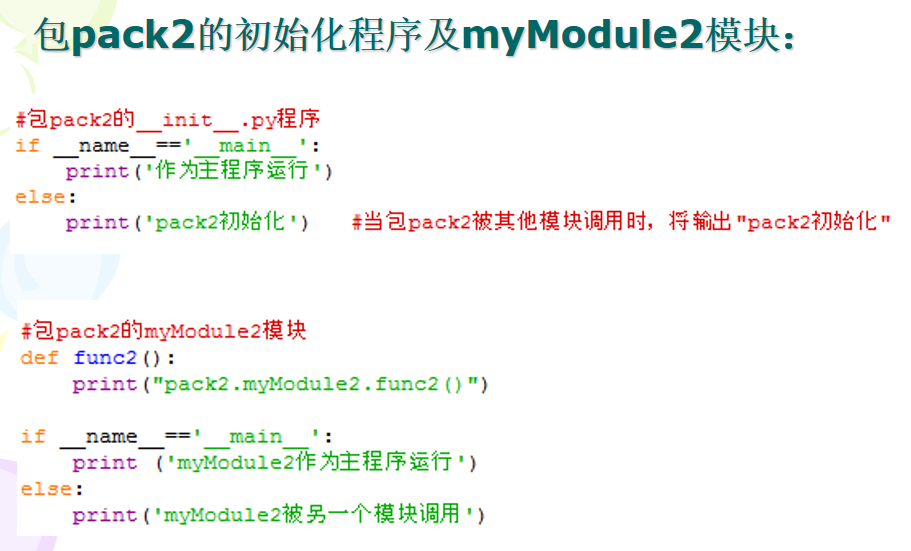 包pack2的初始化程序及myModule2模块：
#包pack2的__init__.py程序
if __name__=='__main__':
    print('作为主程序运行')
else:
    print('pack2初始化')   #当包pack2被其他模块调用时，将输出"pack2初始化"
#包pack2的myModule2模块
def func2():
    print("pack2.myModule2.func2()")
if __name__=='__main__':
    print ('myModule2作为主程序运行')
else:
    print('myModule2被另一个模块调用')